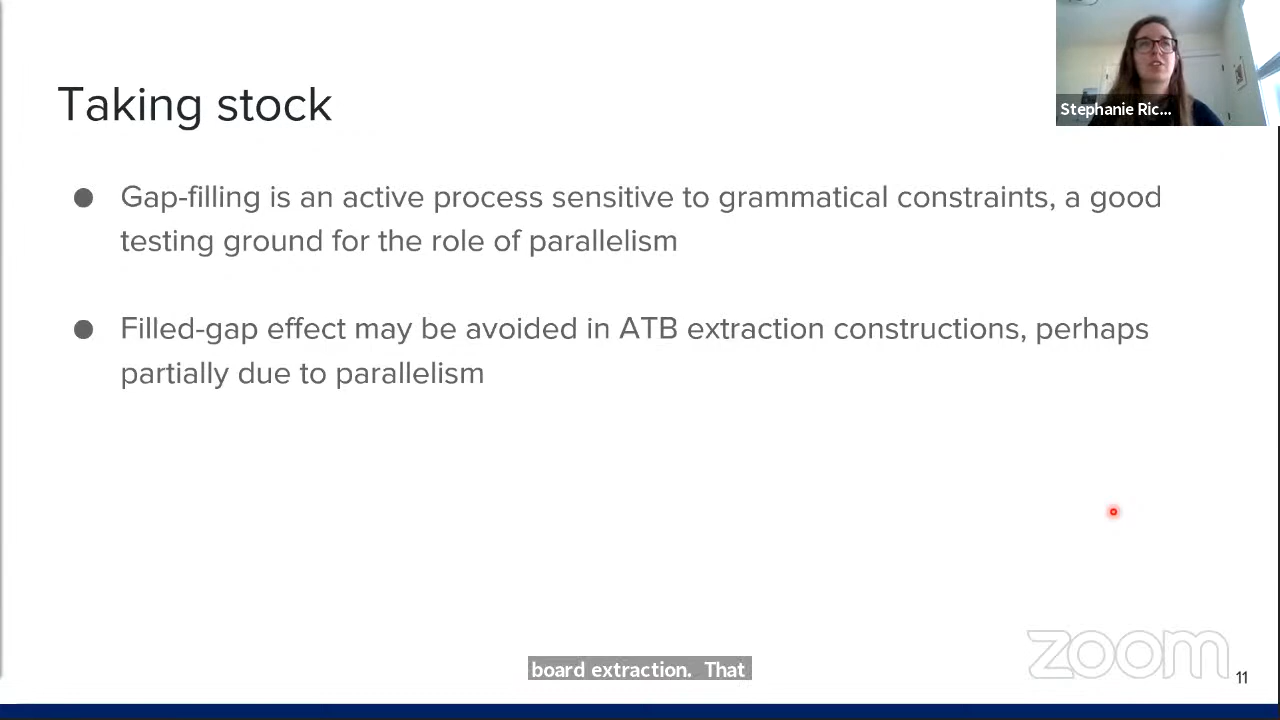 Stephanie Ric...
Taking stock
● Gap-filling is an active process sensitive to grammatical constraints, a good
testing ground for the role of parallelism
● Filled-gap effect may be avoided in ATB extraction constructions, perhaps
partially due to parallelism
board extraction. That
zoom
11